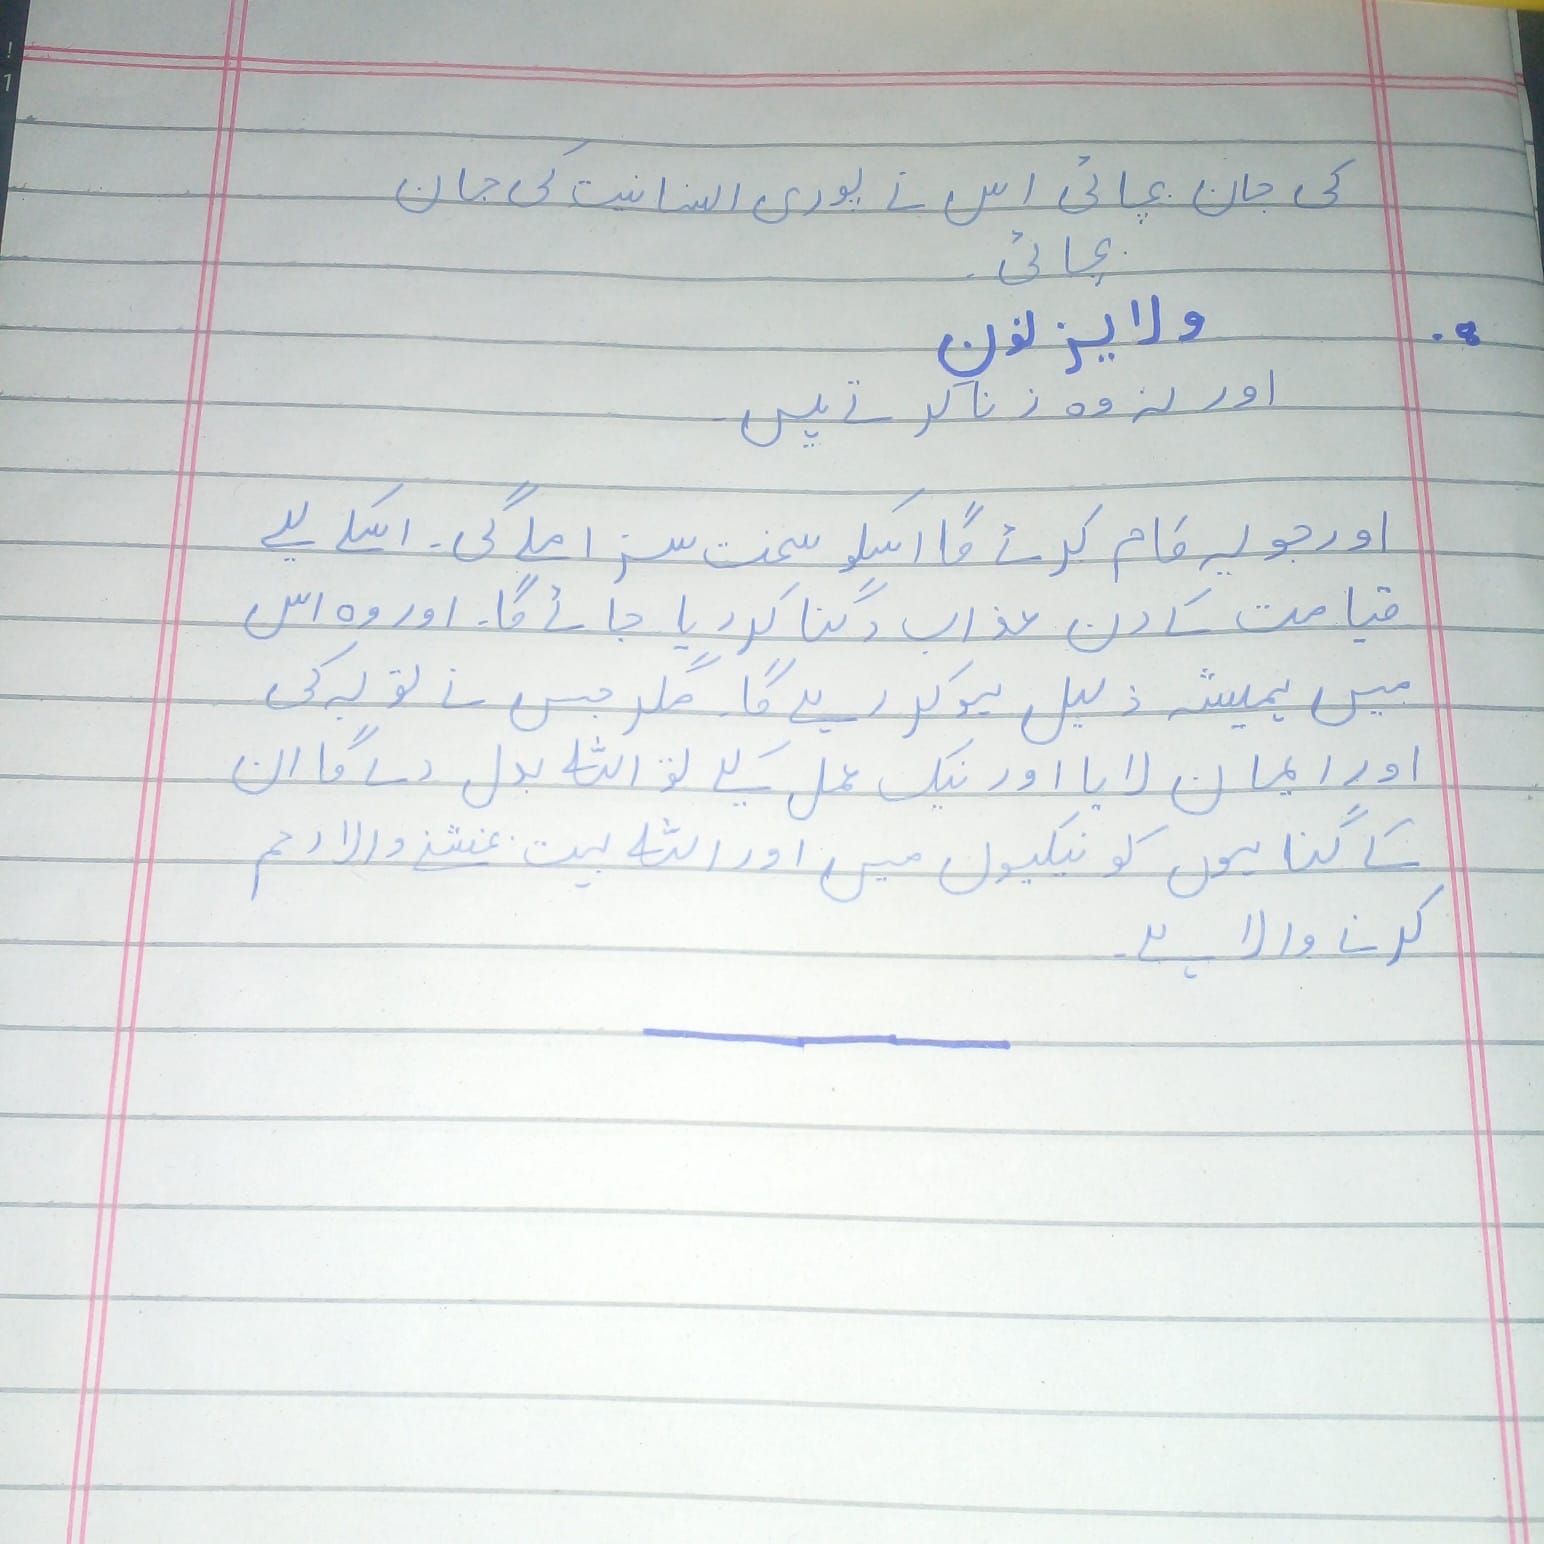 کی جان بچائی اس نے پوری انسانیت کی جان
بچائی۔
8. ولا یزنون
اور نہ وہ زنا کرتے ہیں۔
اور جو یہ کام کرئے گا اسکو سخت سزا ملے گی۔ اسکے لیے
قیامت کے دن عذاب دگنا کر دیا جائے گا۔ اور وہ اس
میں ہمیشہ ذلیل ہو کر رہے گا۔ مگر جس نے توبہ کی
اور ایمان لایا اور نیک عمل کیے تو اللہ بدل دے گا ان
کے گناہوں کو نیکیوں میں اور اللہ بہت بخشنے والا رحم
کرنے والا ہے۔